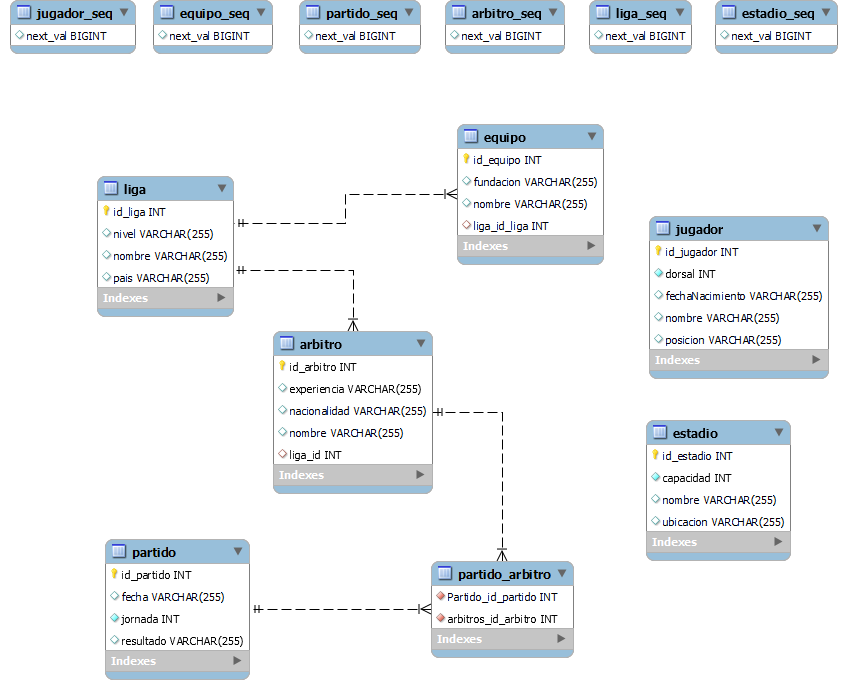 jugador_seq
next_val BIGINT
equipo_seq
next_val BIGINT
partido_seq
next_val BIGINT
arbitro_seq
next_val BIGINT
liga_seq
next_val BIGINT
estadio_seq
next_val BIGINT
equipo
id_equipo INT
fundacion VARCHAR(255)
nombre VARCHAR(255)
liga_id_liga INT
Indexes
liga
id_liga INT
nivel VARCHAR(255)
nombre VARCHAR(255)
pais VARCHAR(255)
Indexes
jugador
id_jugador INT
dorsal INT
fechaNacimiento VARCHAR(255)
nombre VARCHAR(255)
posicion VARCHAR(255)
Indexes
arbitro
id_arbitro INT
experiencia VARCHAR(255)
nacionalidad VARCHAR(255)
nombre VARCHAR(255)
liga_id INT
Indexes
estadio
id_estadio INT
capacidad INT
nombre VARCHAR(255)
ubicacion VARCHAR(255)
Indexes
partido
id_partido INT
fecha VARCHAR(255)
jornada INT
resultado VARCHAR(255)
Indexes
partido_arbitro
Partido_id_partido INT
arbitros_id_arbitro INT
Indexes